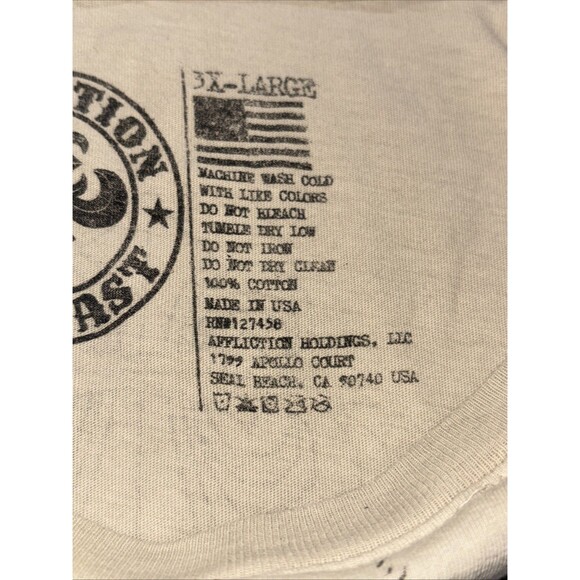 TION
AST
3X-LARGE
MACHINE WASH COLD
WITH LIKE COLORS
DO NOT BLEACH
TUMBLE DRY LOW
DO NOT IRON
DO NOT DRY CLEAN
100% COTTON
MADE IN USA
RN#127458
AFFLICTION HOLDINGS, LLC
1799 APOLLO COURT
SEAL BEACH, CA 90740 USA